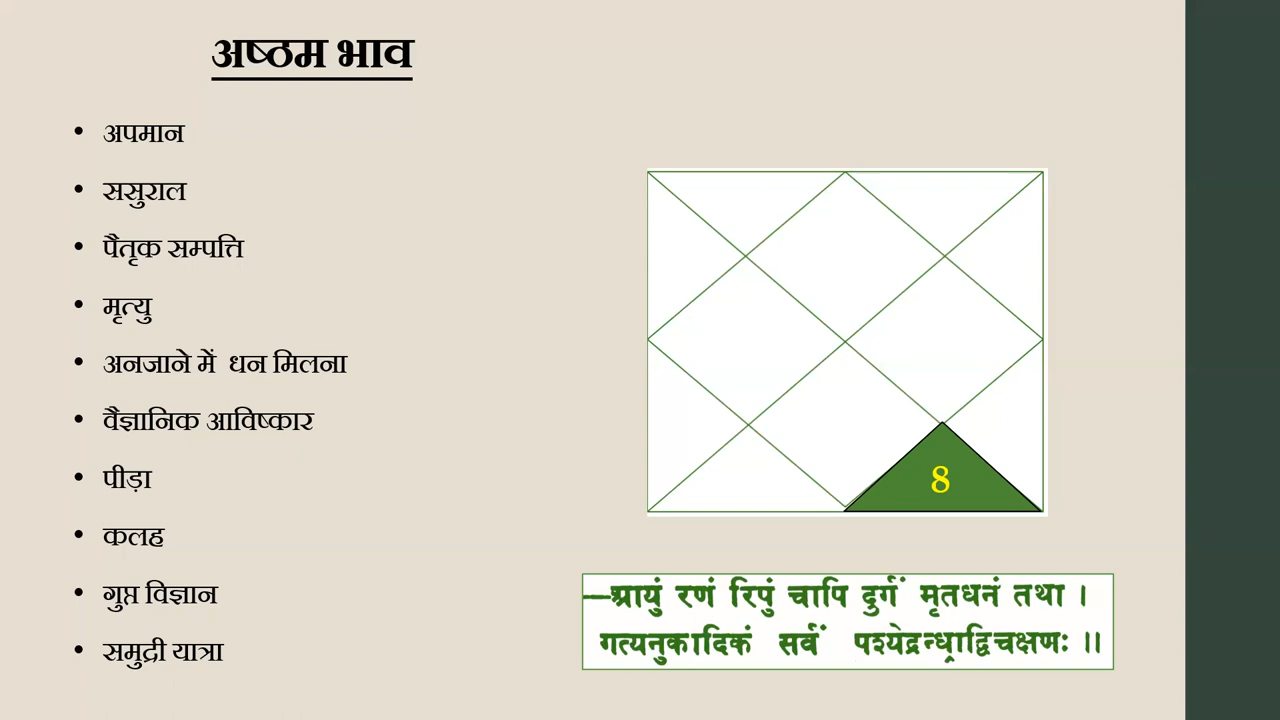 अष्ठम भाव
• अपमान
• ससुराल
• पैतृक सम्पत्ति
• मृत्यु
• अनजाने में धन मिलना
• वैज्ञानिक आविष्कार
• पीड़ा
• कलह
• गुप्त विज्ञान
• समुद्री यात्रा
8
—आयुं रणं रिपुं चापि दुर्गं मृतधनं तथा ।
गत्यनुकादिकं सर्वं पश्येद्रन्ध्राद्विचक्षणः ।।